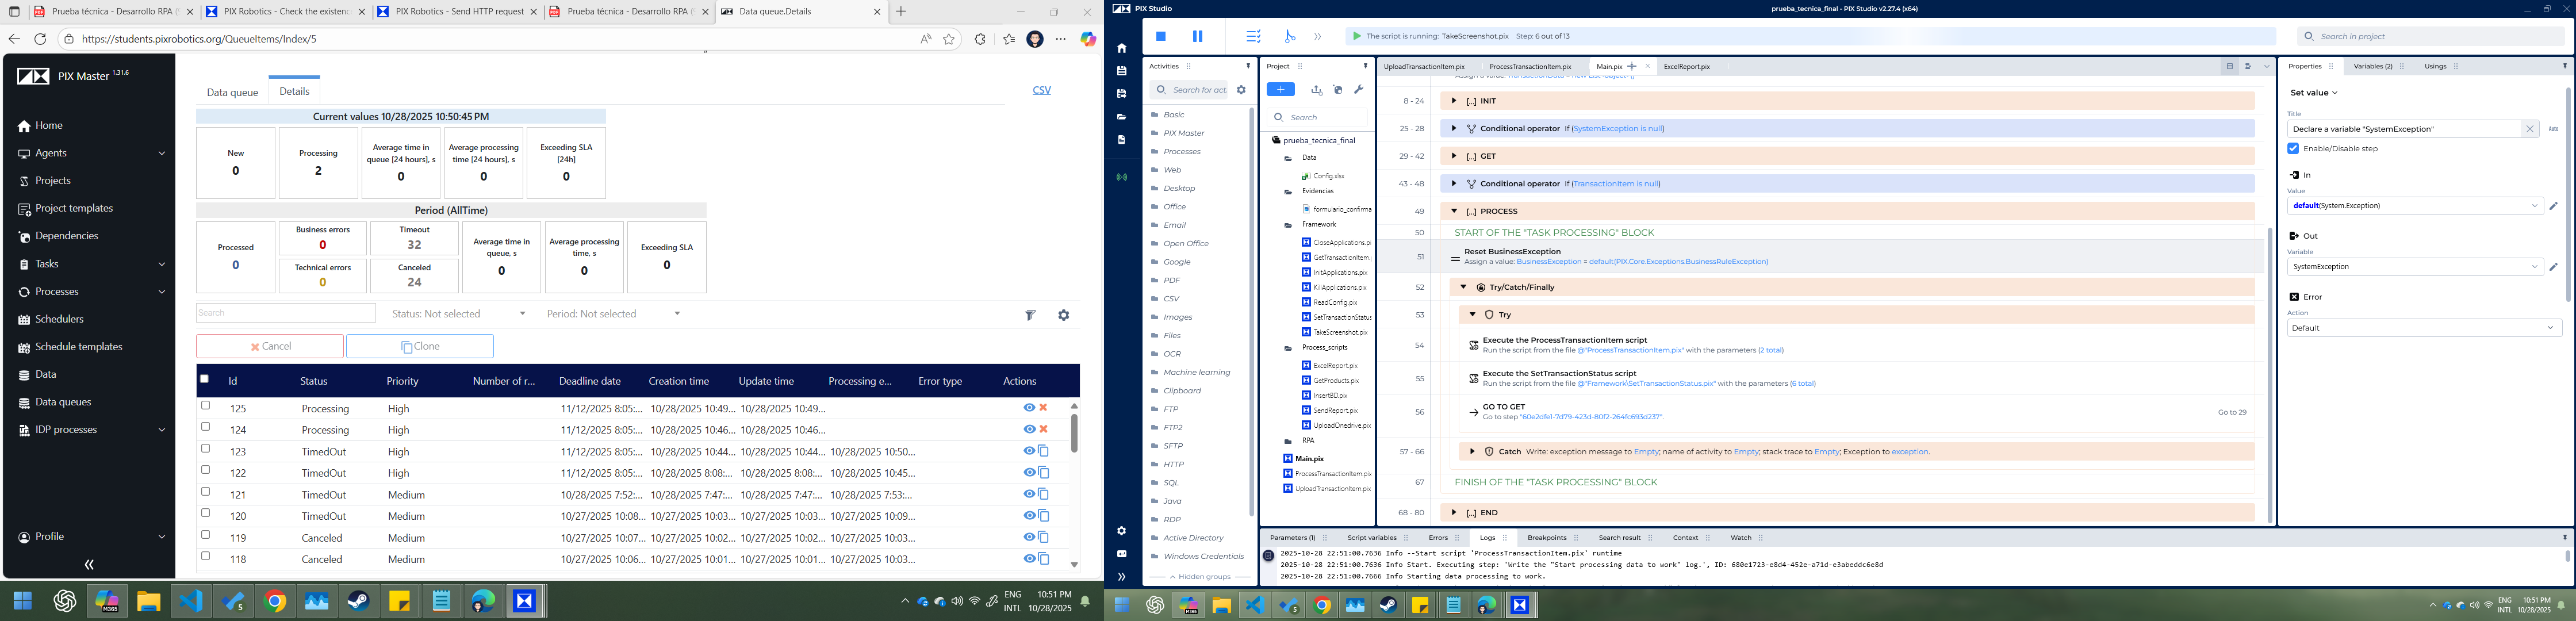 Prueba técnica - Desarrollo RPA (
PIX Robotics - Check the existenc
PIX Robotics - Send HTTP request
Prueba técnica - Desarrollo RPA (
Data queue.Details
https://students.pixrobotics.org/QueueItems/Index/5
PIX Master 1.31.6
Home
Agents
Projects
Project templates
Dependencies
Tasks
Processes
Schedulers
Schedule templates
Data
Data queues
IDP processes
Profile
Data queue
Details
CSV
Current values 10/28/2025 10:50:45 PM
New
0
Processing
2
Average time in queue [24 hours], s
0
Average processing time [24 hours], s
0
Exceeding SLA [24h]
0
Period (AllTime)
Processed
0
Business errors
0
Technical errors
0
Timeout
32
Canceled
24
Average time in queue, s
0
Average processing time, s
0
Exceeding SLA
0
Search
Status: Not selected
Period: Not selected
Cancel
Clone
Id Status Priority Number of r... Deadline date Creation time Update time Processing e... Error type Actions
125 Processing High 11/12/2025 8:05:... 10/28/2025 10:49... 10/28/2025 10:49...
124 Processing High 11/12/2025 8:05:... 10/28/2025 10:46... 10/28/2025 10:46...
123 TimedOut High 11/12/2025 8:05:... 10/28/2025 10:44... 10/28/2025 10:44... 10/28/2025 10:50...
122 TimedOut High 11/12/2025 8:05:... 10/28/2025 8:08:... 10/28/2025 8:08:... 10/28/2025 10:45...
121 TimedOut Medium 10/28/2025 7:52:... 10/28/2025 7:47:... 10/28/2025 7:47:... 10/28/2025 7:53:...
120 TimedOut Medium 10/27/2025 10:08... 10/27/2025 10:03... 10/27/2025 10:03... 10/27/2025 10:09...
119 Canceled Medium 10/27/2025 10:07... 10/27/2025 10:02... 10/27/2025 10:02... 10/27/2025 10:03...
118 Canceled Medium 10/27/2025 10:06... 10/27/2025 10:01... 10/27/2025 10:01... 10/27/2025 10:03...
M365
5
ENG
INTL
10:51 PM
10/28/2025
PIX Studio
prueba_tecnica_final - PIX Studio v2.27.4 (x64)
The script is running: TakeScreenshot.pix Step: 6 out of 13
Search in project
Activities
Search for act
Basic
PIX Master
Processes
Web
Desktop
Office
Email
Open Office
Google
PDF
CSV
Images
Files
OCR
Machine learning
Clipboard
FTP
FTP2
SFTP
HTTP
SQL
Java
RDP
Active Directory
Windows Credentials
Hidden groups
Project
Search
prueba_tecnica_final
Data
Config.xlsx
Evidencias
formulario_confirma
Framework
CloseApplications.pi
GetTransactionItem.
InitApplications.pix
KillApplications.pix
ReadConfig.pix
SetTransactionStatus
TakeScreenshot.pix
Process_scripts
ExcelReport.pix
GetProducts.pix
InsertBD.pix
SendReport.pix
UploadOnedrive.pix
RPA
Main.pix
ProcessTransactionItem.pix
UploadTransactionItem.pix
UploadTransactionItem.pix
ProcessTransactionItem.pix
Main.pix
ExcelReport.pix
8 - 24 [...] INIT
25 - 28 Conditional operator If (SystemException is null)
29 - 42 [...] GET
43 - 48 Conditional operator If (TransactionItem is null)
49 [...] PROCESS
50 START OF THE "TASK PROCESSING" BLOCK
51 Reset BusinessException
Assign a value: BusinessException = default(PIX.Core.Exceptions.BusinessRuleException)
52 Try/Catch/Finally
53 Try
54 Execute the ProcessTransactionItem script
Run the script from the file @"ProcessTransactionItem.pix" with the parameters (2 total)
55 Execute the SetTransactionStatus script
Run the script from the file @"Framework\SetTransactionStatus.pix" with the parameters (6 total)
56 GO TO GET Go to 29
Go to step "60e2dfe1-7d79-423d-80f2-2641c693d237".
57 - 66 Catch Write: exception message to Empty; name of activity to Empty; stack trace to Empty; Exception to exception.
67 FINISH OF THE "TASK PROCESSING" BLOCK
68 - 80 [...] END
Properties
Variables (2)
Usings
Set value
Title
Declare a variable "SystemException"
Enable/Disable step
In
Value
default(System.Exception)
Out
Variable
SystemException
Error
Action
Default
Parameters (1)
Script variables
Errors
Logs
Breakpoints
Search result
Context
Watch
2025-10-28 22:51:00.7636 Info --Start script 'ProcessTransactionItem.pix' runtime
2025-10-28 22:51:00.7636 Info Start. Executing step: 'Write the "Start processing data to work" log.', ID: 680e1723-e8d4-452e-a71d-e3abeddc6e8d
2025-10-28 22:51:00.7666 Info Starting data processing to work.
M365
5
ENG
INTL
10:51 PM
10/28/2025